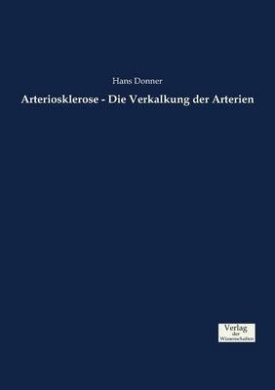 Hans Donner
Arteriosklerose - Die Verkalkung der Arterien
Verlag
der
Wissenschaften